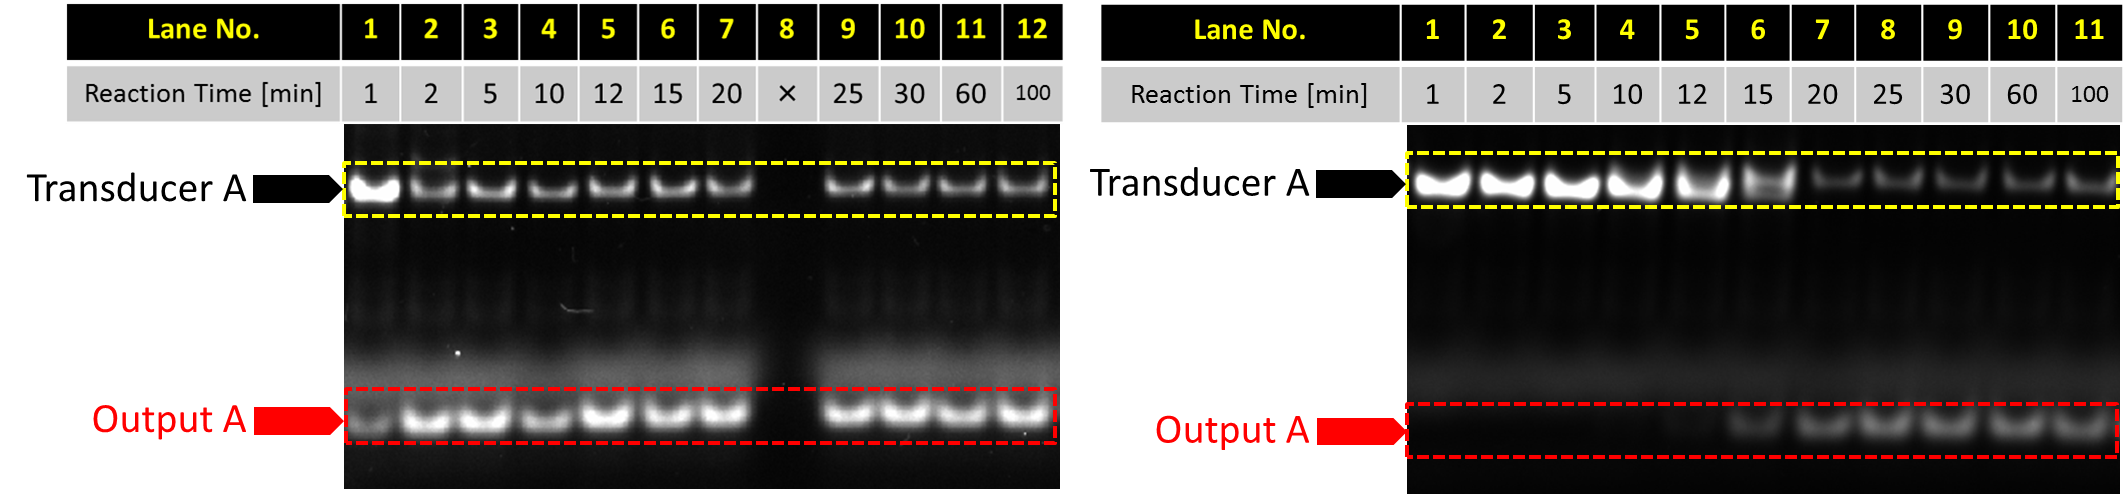 Lane No. 1 2 3 4 5 6 7 8 9 10 11 12
Reaction Time [min] 1 2 5 10 12 15 20 × 25 30 60 100
Transducer A
Output A
Lane No. 1 2 3 4 5 6 7 8 9 10 11
Reaction Time [min] 1 2 5 10 12 15 20 25 30 60 100
Transducer A
Output A